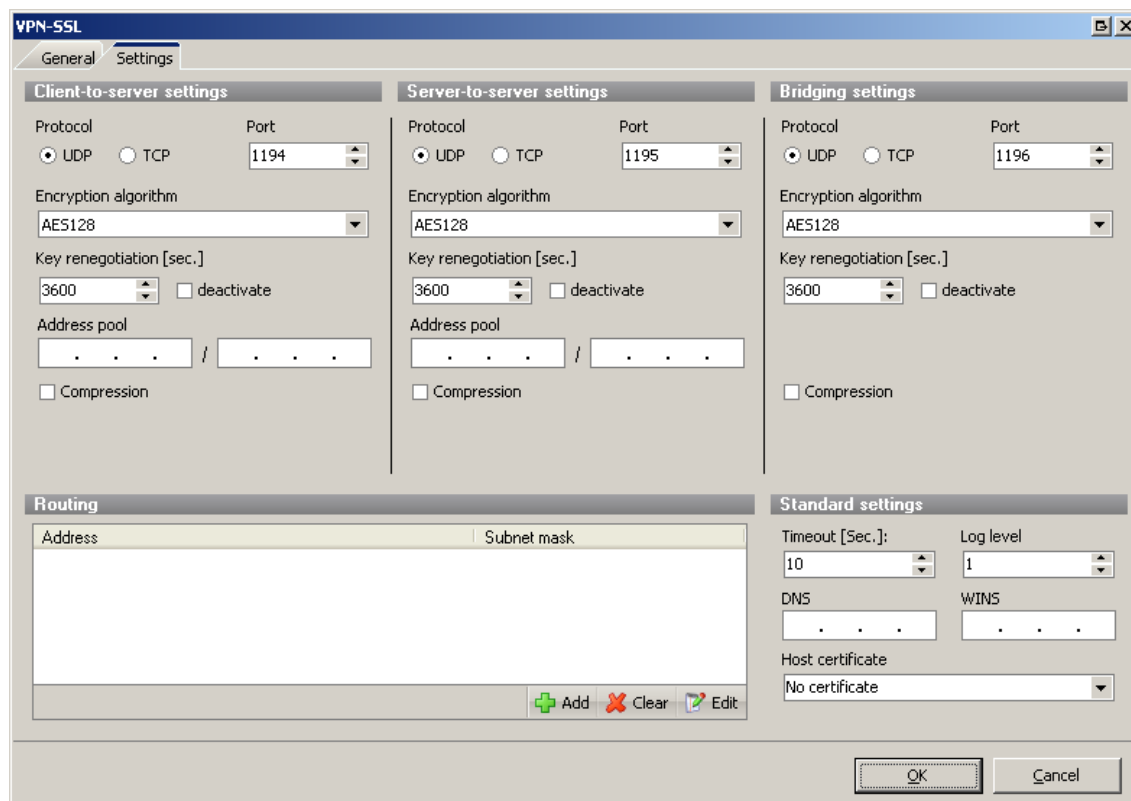 VPN-SSL
General Settings
Client-to-server settings
Protocol Port
UDP TCP 1194
Encryption algorithm
AES128
Key renegotiation [sec.]
3600 deactivate
Address pool
. . . / . . .
Compression
Server-to-server settings
Protocol Port
UDP TCP 1195
Encryption algorithm
AES128
Key renegotiation [sec.]
3600 deactivate
Address pool
. . . / . . .
Compression
Bridging settings
Protocol Port
UDP TCP 1196
Encryption algorithm
AES128
Key renegotiation [sec.]
3600 deactivate
Compression
Routing
Address Subnet mask
Add Clear Edit
Standard settings
Timeout [Sec.]: Log level
10 1
DNS WINS
. . . . . .
Host certificate
No certificate
OK Cancel